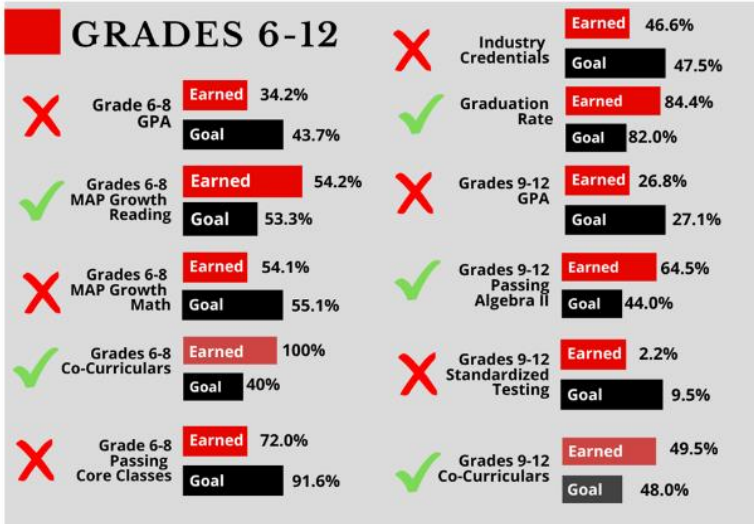 GRADES 6-12
Grade 6-8
GPA
Earned 34.2%
Goal 43.7%
Grades 6-8
MAP Growth
Reading
Earned 54.2%
Goal 53.3%
Grades 6-8
MAP Growth
Math
Earned 54.1%
Goal 55.1%
Grades 6-8
Co-Curriculars
Earned 100%
Goal 40%
Grade 6-8
Passing
Core Classes
Earned 72.0%
Goal 91.6%
Industry
Credentials
Earned 46.6%
Goal 47.5%
Graduation
Rate
Earned 84.4%
Goal 82.0%
Grades 9-12
GPA
Earned 26.8%
Goal 27.1%
Grades 9-12
Passing
Algebra II
Earned 64.5%
Goal 44.0%
Grades 9-12
Standardized
Testing
Earned 2.2%
Goal 9.5%
Grades 9-12
Co-Curriculars
Earned 49.5%
Goal 48.0%